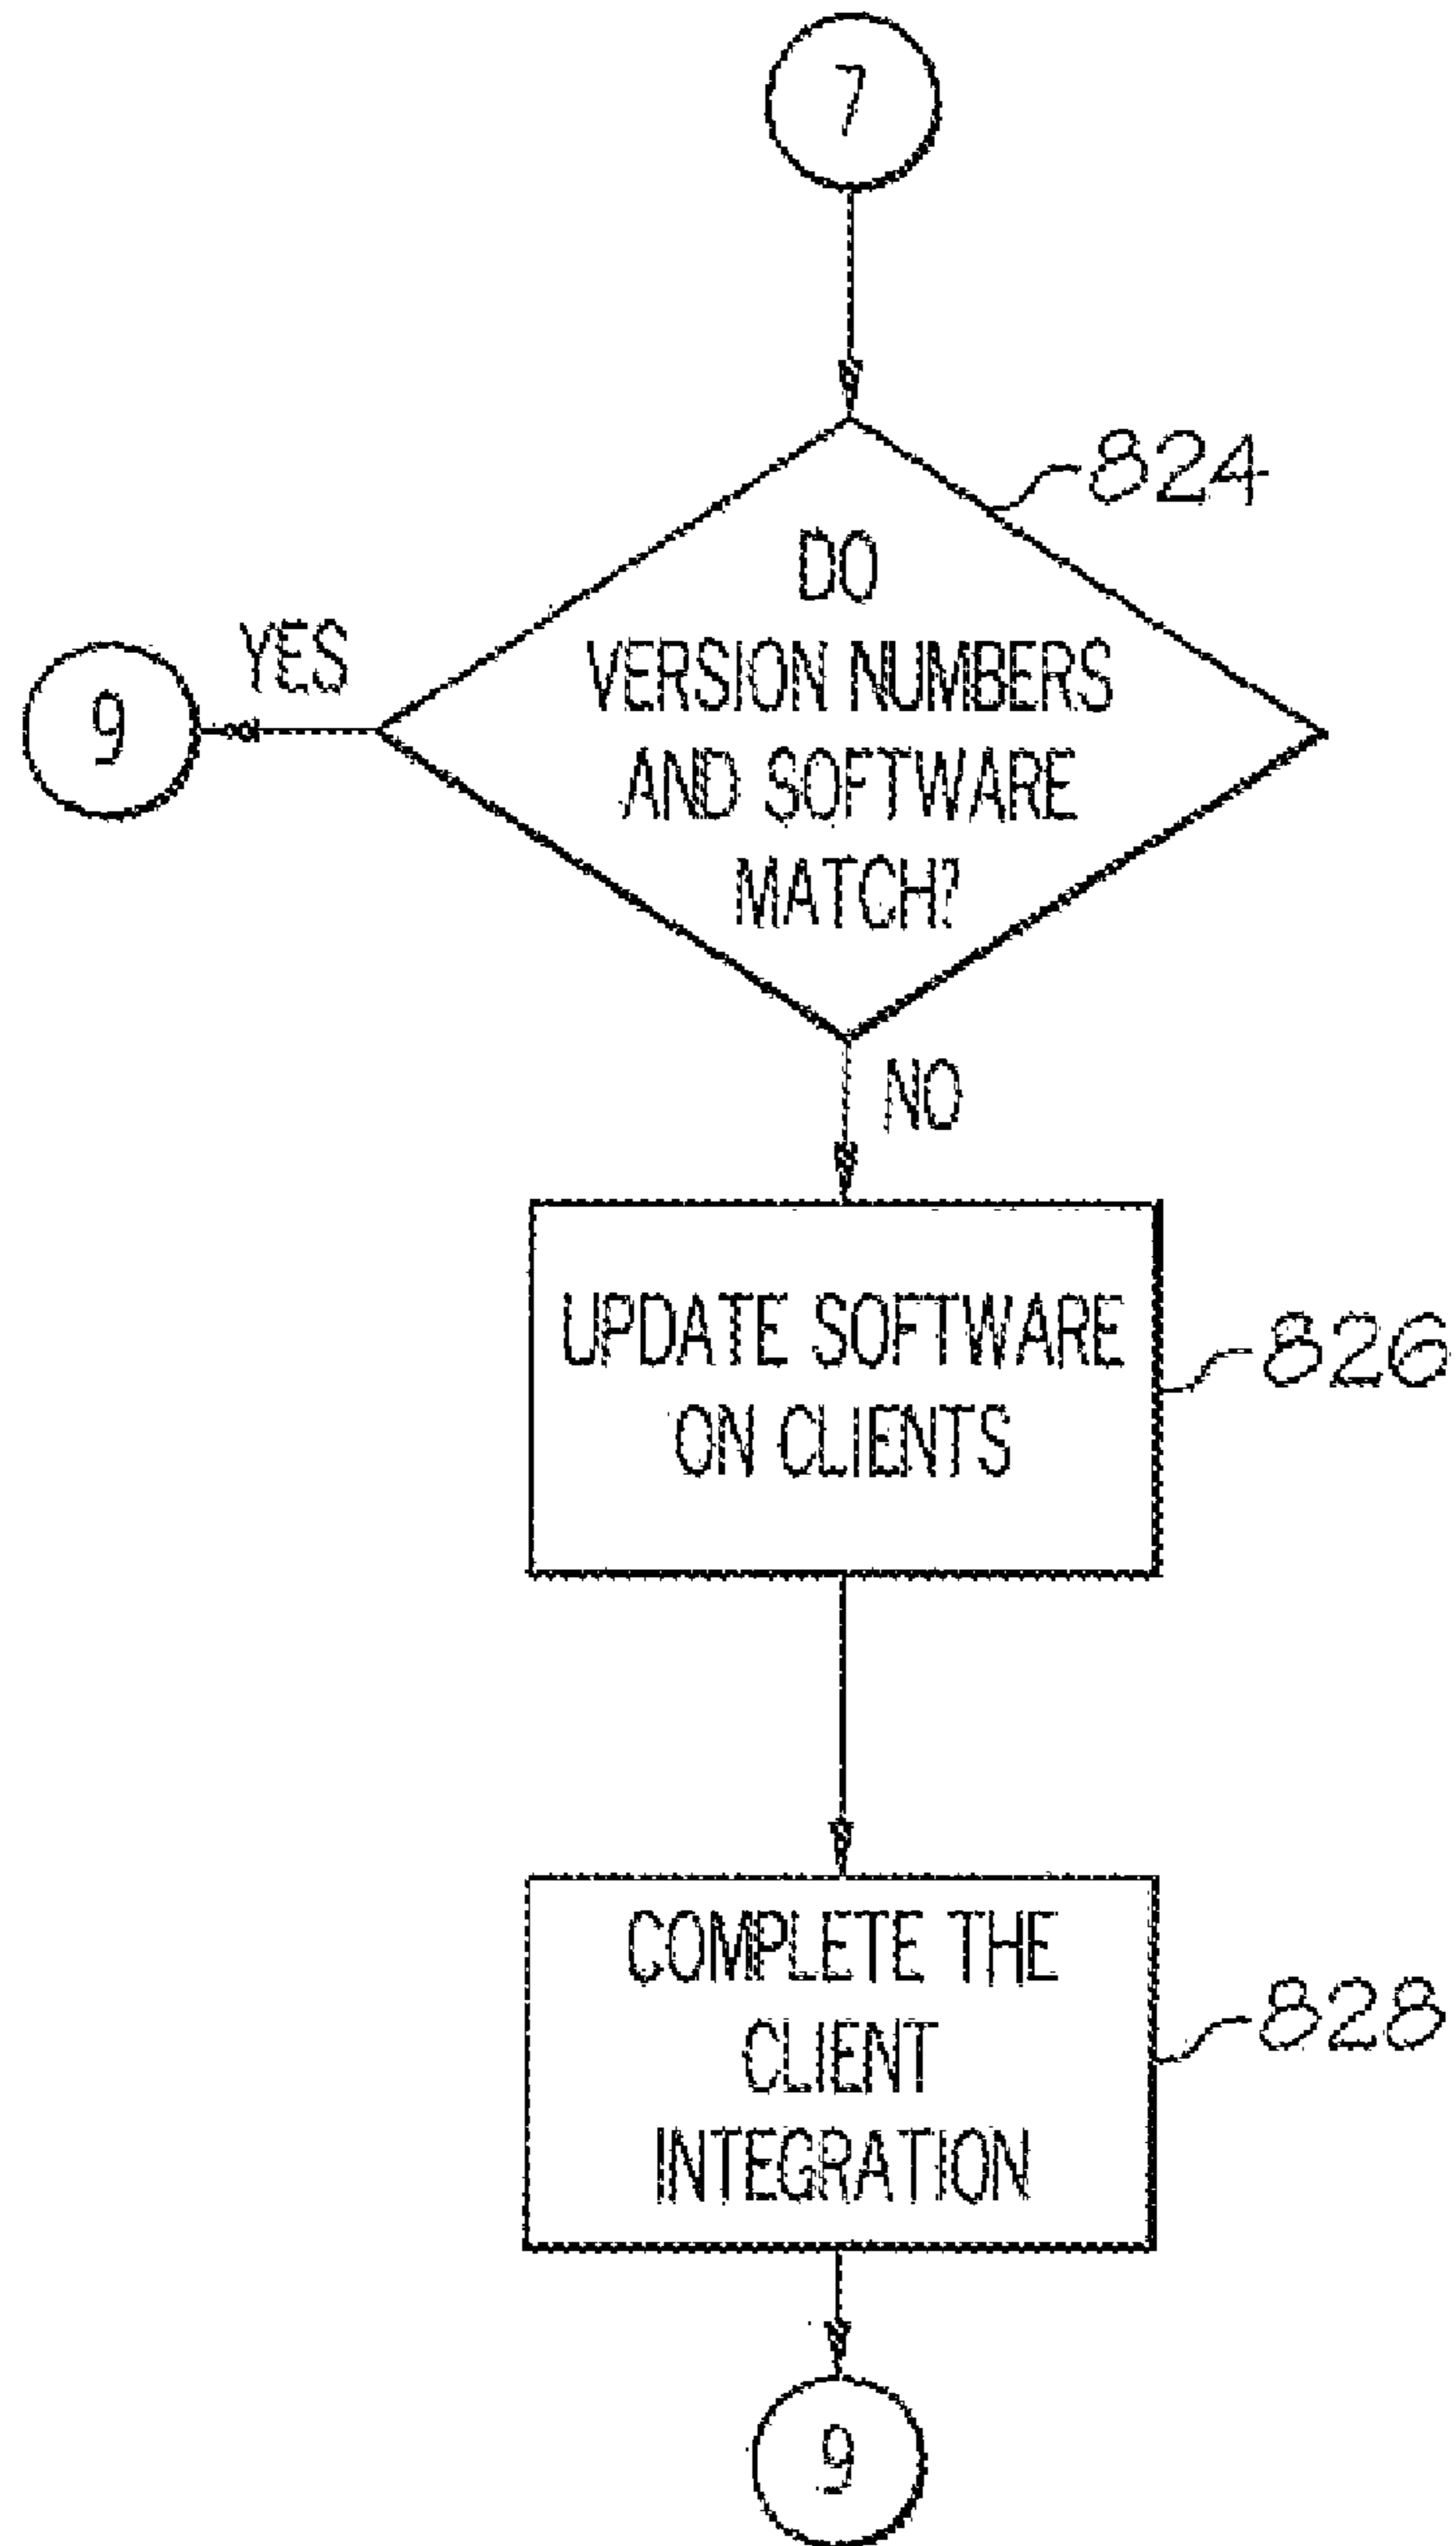 7
824
DO
VERSION NUMBERS
AND SOFTWARE
MATCH?
YES
9
NO
UPDATE SOFTWARE
ON CLIENTS
826
COMPLETE THE
CLIENT
INTEGRATION
828
9